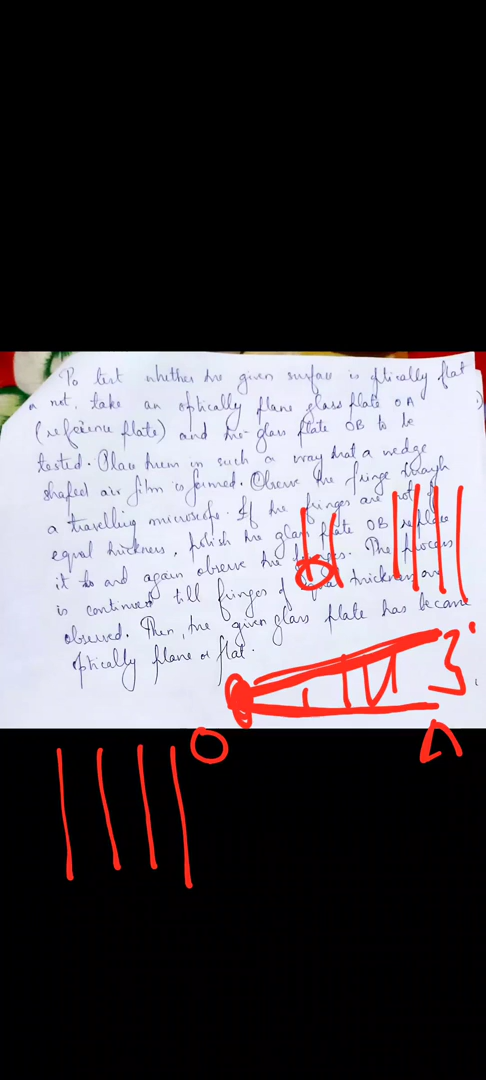 To test whether the given surface is optically flat
or not, take an optically plane glass plate OA
(reference plate) and the glass plate OB to be
tested. Place them in such a way that a wedge
shaped air film is formed. Observe the fringe through
a travelling microscope. If the fringes are not of
equal thickness, polish the glass plate OB replace
it and again observe the fringes. The process
is continued till fringes of equal thickness are
observed. Then, the given glass plate has became
optically plane or flat.
O
A